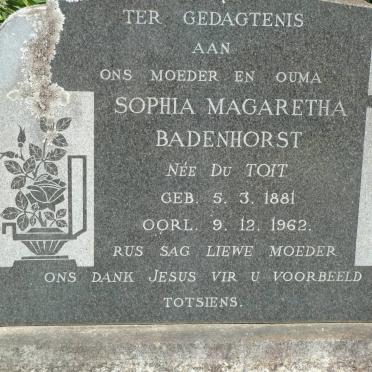 TER GEDAGTENIS
AAN
ONS MOEDER EN OUMA
SOPHIA MAGARETHA
BADENHORST
NÉE DU TOIT
GEB. 5. 3. 1881
OORL. 9. 12. 1962.
RUS SAG LIEWE MOEDER
ONS DANK JESUS VIR U VOORBEELD
TOTSIENS.